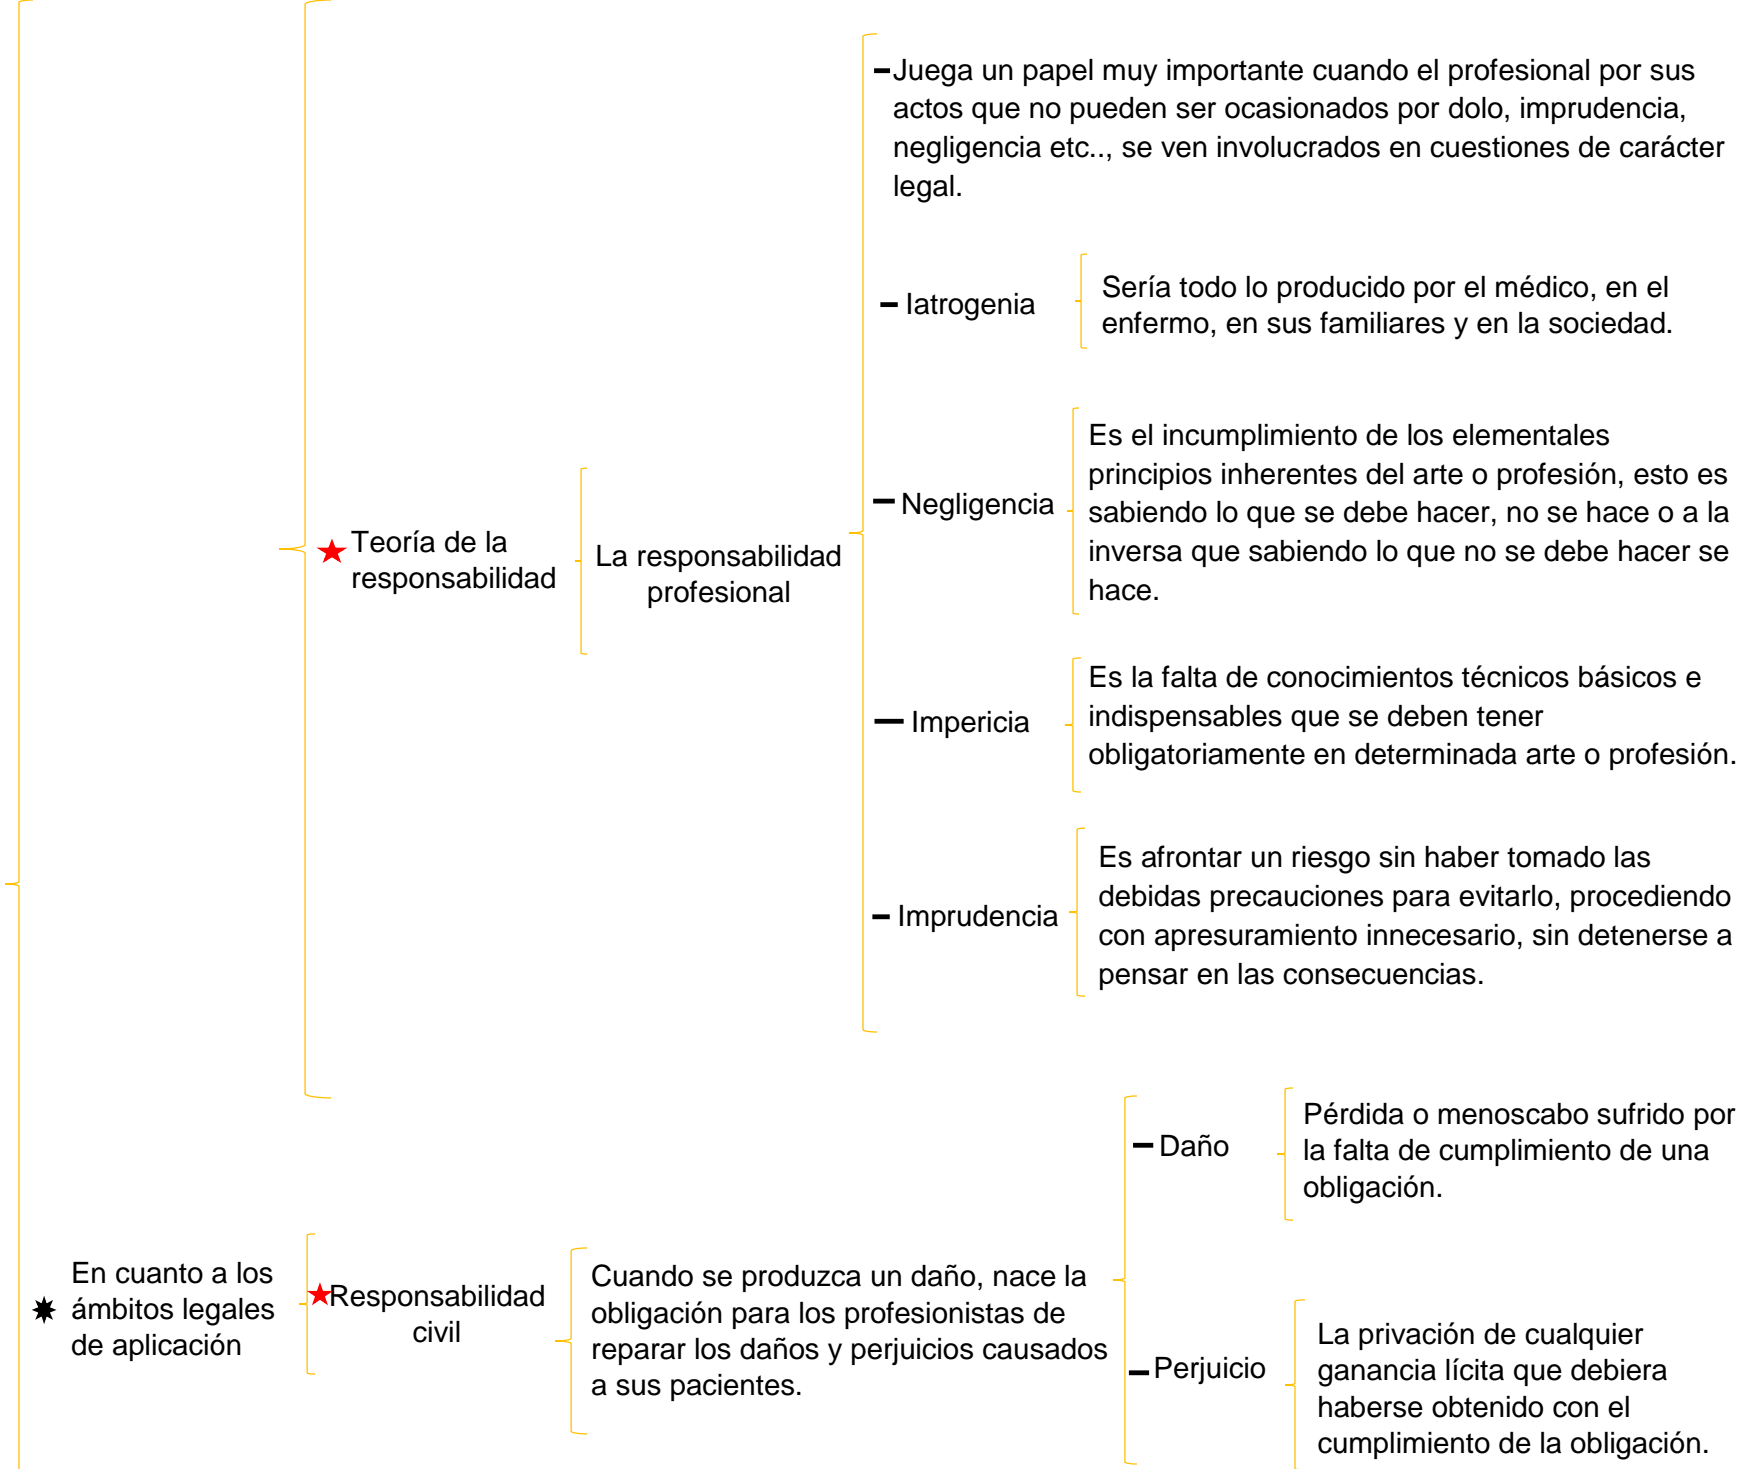 Teoría de la
responsabilidad
La responsabilidad
profesional
Juega un papel muy importante cuando el profesional por sus
actos que no pueden ser ocasionados por dolo, imprudencia,
negligencia etc.., se ven involucrados en cuestiones de carácter
legal.
Iatrogenia
Sería todo lo producido por el médico, en el
enfermo, en sus familiares y en la sociedad.
Negligencia
Es el incumplimiento de los elementales
principios inherentes del arte o profesión, esto es
sabiendo lo que se debe hacer, no se hace o a la
inversa que sabiendo lo que no se debe hacer se
hace.
Impericia
Es la falta de conocimientos técnicos básicos e
indispensables que se deben tener
obligatoriamente en determinada arte o profesión.
Imprudencia
Es afrontar un riesgo sin haber tomado las
debidas precauciones para evitarlo, procediendo
con apresuramiento innecesario, sin detenerse a
pensar en las consecuencias.
En cuanto a los
ámbitos legales
de aplicación
Responsabilidad
civil
Cuando se produzca un daño, nace la
obligación para los profesionistas de
reparar los daños y perjuicios causados
a sus pacientes.
Daño
Pérdida o menoscabo sufrido por
la falta de cumplimiento de una
obligación.
Perjuicio
La privación de cualquier
ganancia lícita que debiera
haberse obtenido con el
cumplimiento de la obligación.